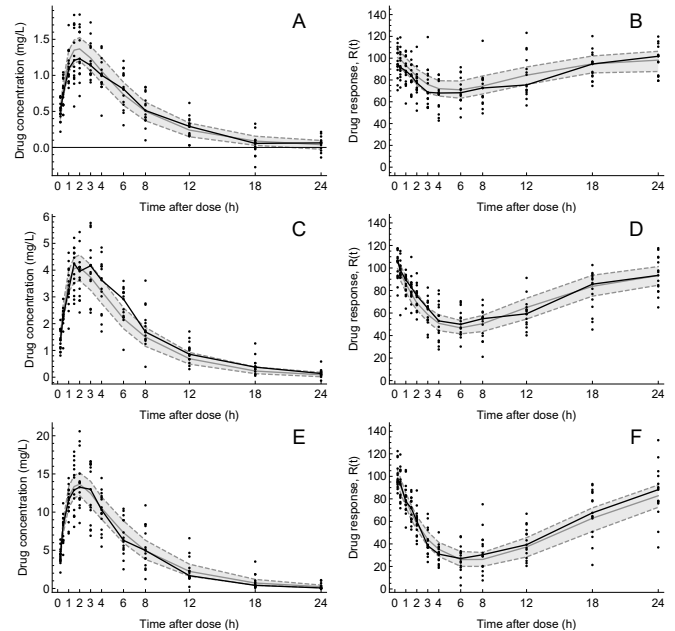 A
Drug concentration (mg/L)
1.5
1.0
0.5
0.0
0 1 2 3 4 6 8 12 18 24
Time after dose (h)
B
Drug response, R(t)
140
120
100
80
60
40
20
0
0 1 2 3 4 6 8 12 18 24
Time after dose (h)
C
Drug concentration (mg/L)
6
5
4
3
2
1
0
0 1 2 3 4 6 8 12 18 24
Time after dose (h)
D
Drug response, R(t)
140
120
100
80
60
40
20
0
0 1 2 3 4 6 8 12 18 24
Time after dose (h)
E
Drug concentration (mg/L)
20
15
10
5
0
0 1 2 3 4 6 8 12 18 24
Time after dose (h)
F
Drug response, R(t)
140
120
100
80
60
40
20
0
0 1 2 3 4 6 8 12 18 24
Time after dose (h)